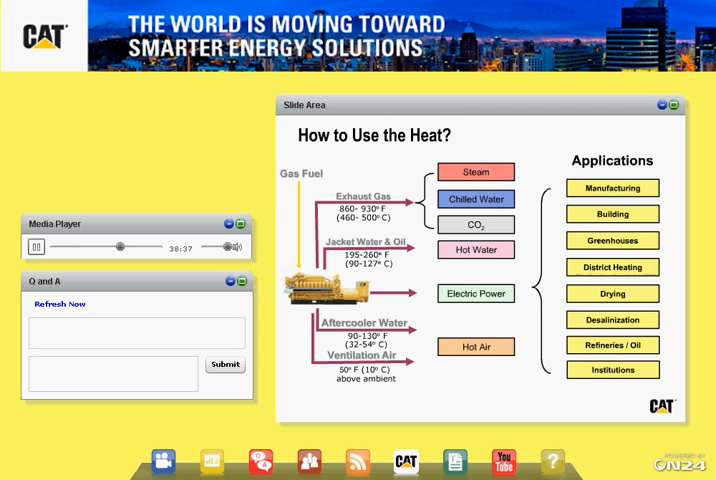 CAT
THE WORLD IS MOVING TOWARD
SMARTER ENERGY SOLUTIONS
Slide Area
How to Use the Heat?
Gas Fuel
Exhaust Gas
860- 930º F
(460- 500º C)
Jacket Water & Oil
195-260º F
(90-127º C)
Aftercooler Water
90-130º F
(32-54º C)
Ventilation Air
50º F (10º C)
above ambient
Steam
Chilled Water
CO2
Hot Water
Electric Power
Hot Air
Applications
Manufacturing
Building
Greenhouses
District Heating
Drying
Desalinization
Refineries / Oil
Institutions
CAT
Media Player
38:37
Q and A
Refresh Now
Submit
Q
A
CAT
You
Tube
?
POWERED BY
ON24